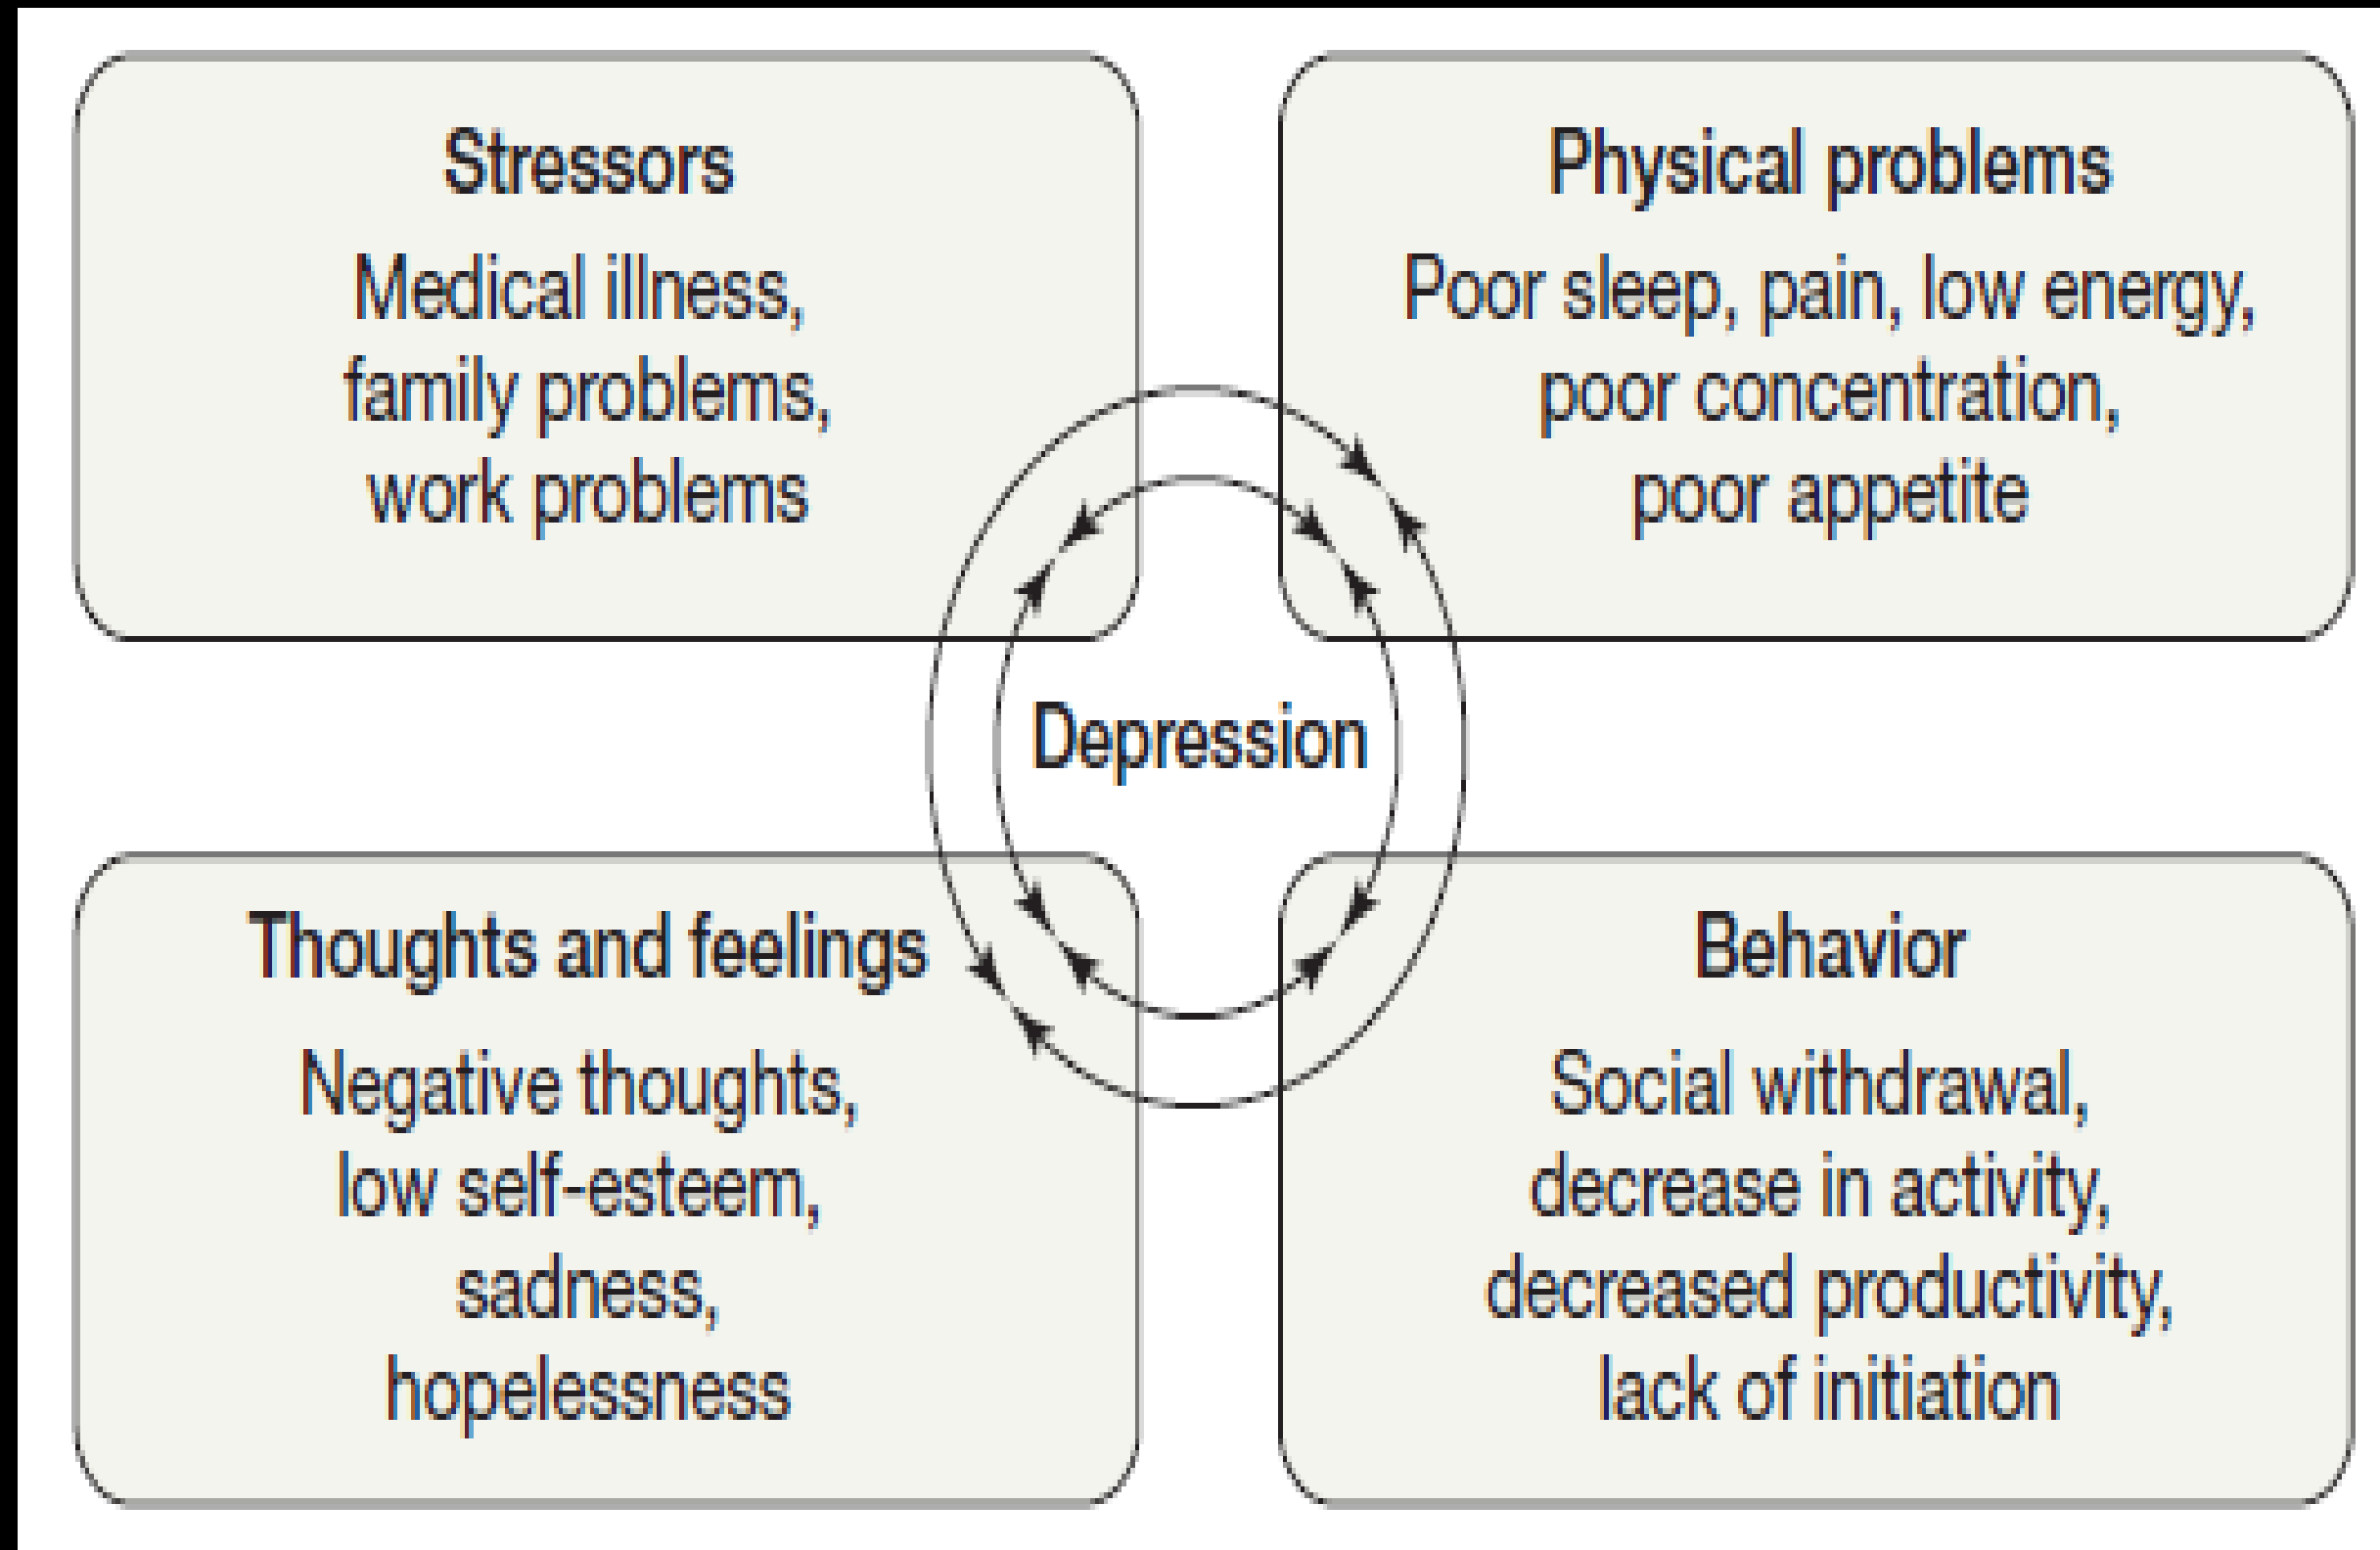 Stressors
Medical illness,
family problems,
work problems
Physical problems
Poor sleep, pain, low energy,
poor concentration,
poor appetite
Depression
Thoughts and feelings
Negative thoughts,
low self-esteem,
sadness,
hopelessness
Behavior
Social withdrawal,
decrease in activity,
decreased productivity,
lack of initiation